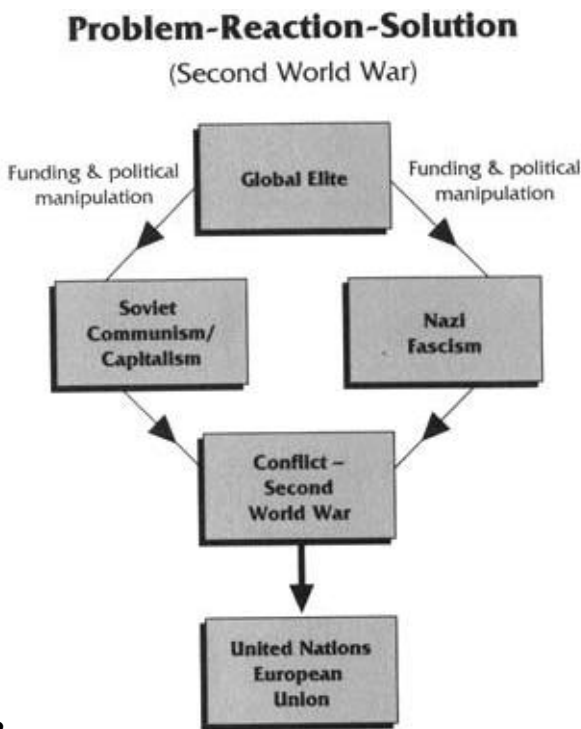 Problem-Reaction-Solution
(Second World War)
Global Elite
Funding & political
manipulation
Funding & political
manipulation
Soviet
Communism/
Capitalism
Nazi
Fascism
Conflict –
Second
World War
United Nations
European
Union